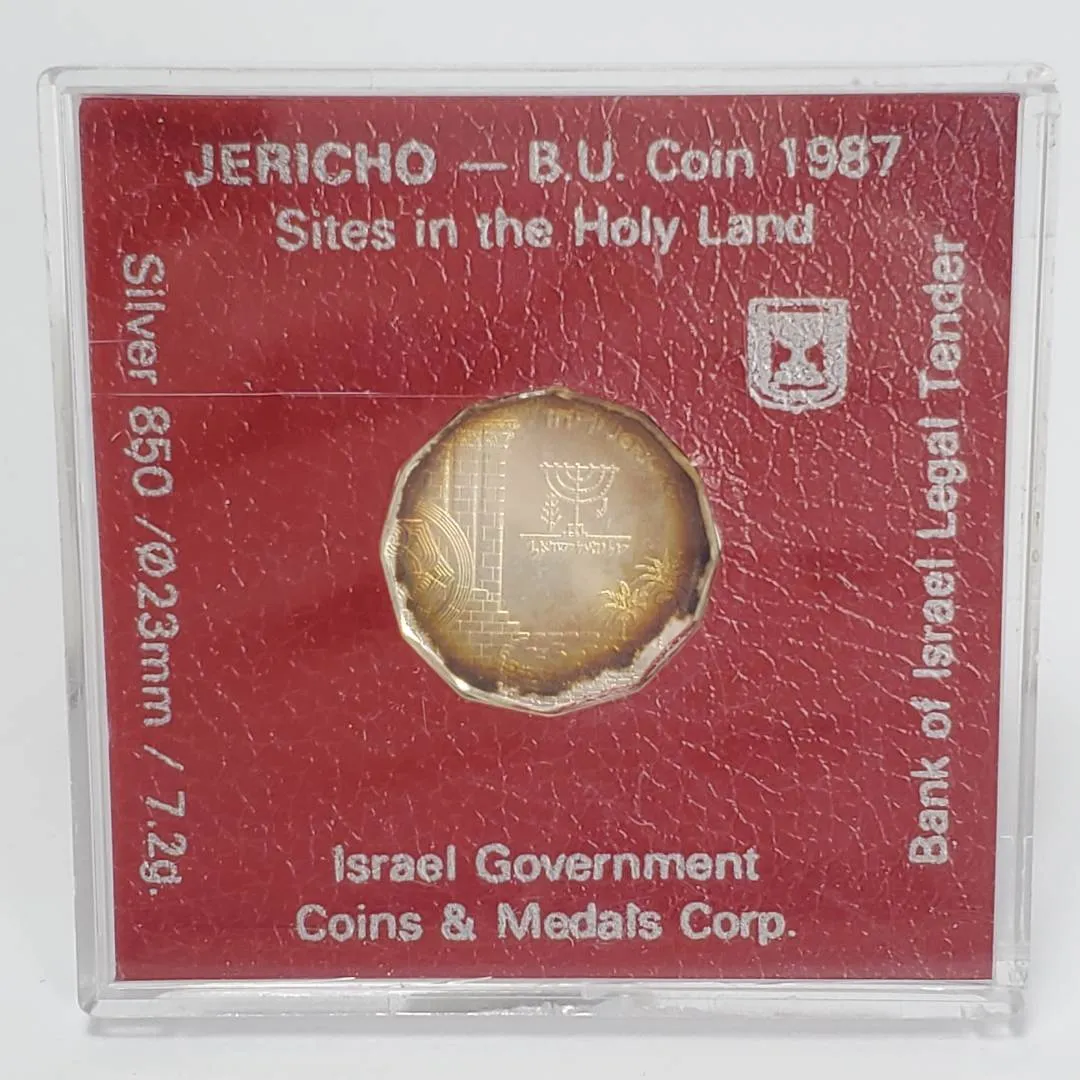 JERICHO — B.U. Coin 1987
Sites in the Holy Land
Silver 850 /Ø23mm / 7.2g.
Bank of Israel Legal Tender
Israel Government
Coins & Medals Corp.